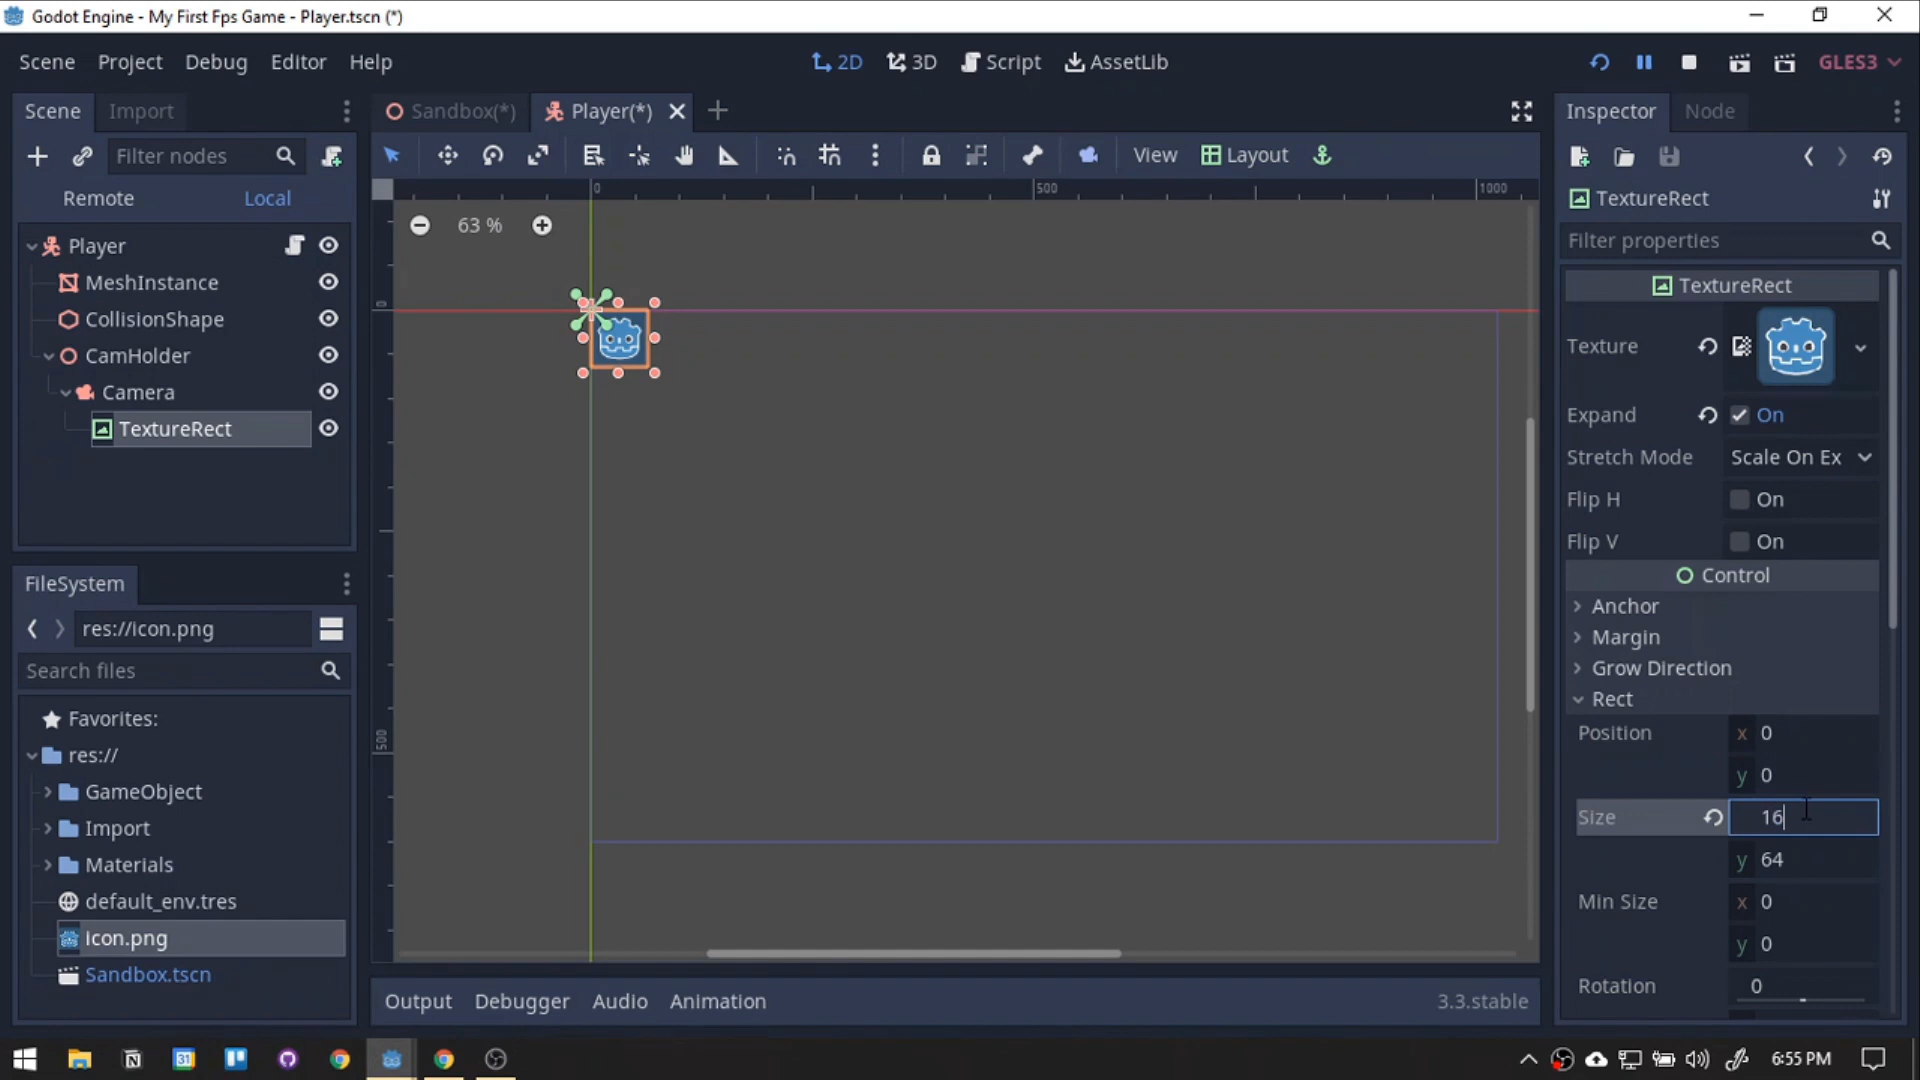 Godot Engine - My First Fps Game - Player.tscn (*)
Scene Project Debug Editor Help
2D 3D Script AssetLib
GLES3
Scene Import
Sandbox(*) Player(*)
Inspector Node
Filter nodes
View Layout
Remote Local
TextureRect
Filter properties
0 500 1000
63 %
0
500
Player
MeshInstance
CollisionShape
CamHolder
Camera
TextureRect
TextureRect
Texture
Expand On
Stretch Mode Scale On Ex
Flip H On
Flip V On
Control
Anchor
Margin
Grow Direction
Rect
Position x 0
y 0
Size 16
y 64
Min Size x 0
y 0
Rotation 0
FileSystem
res://icon.png
Search files
Favorites:
res://
GameObject
Import
Materials
default_env.tres
icon.png
Sandbox.tscn
Output Debugger Audio Animation 3.3.stable
31
6:55 PM